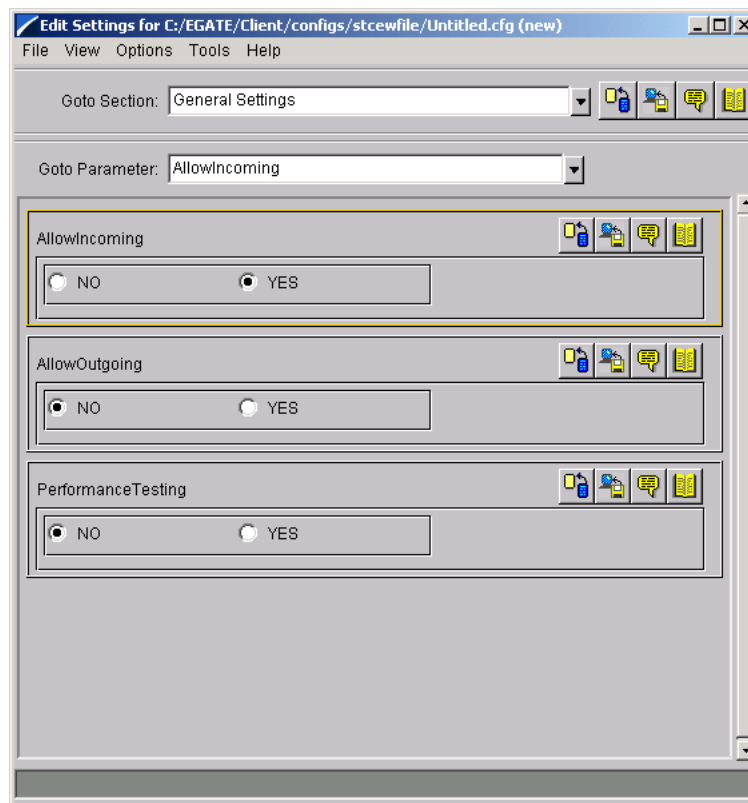 Edit Settings for C:/EGATE/Client/configs/stcewfile/Untitled.cfg (new)
File View Options Tools Help
Goto Section: General Settings
Goto Parameter: AllowIncoming
AllowIncoming
NO YES
AllowOutgoing
NO YES
PerformanceTesting
NO YES